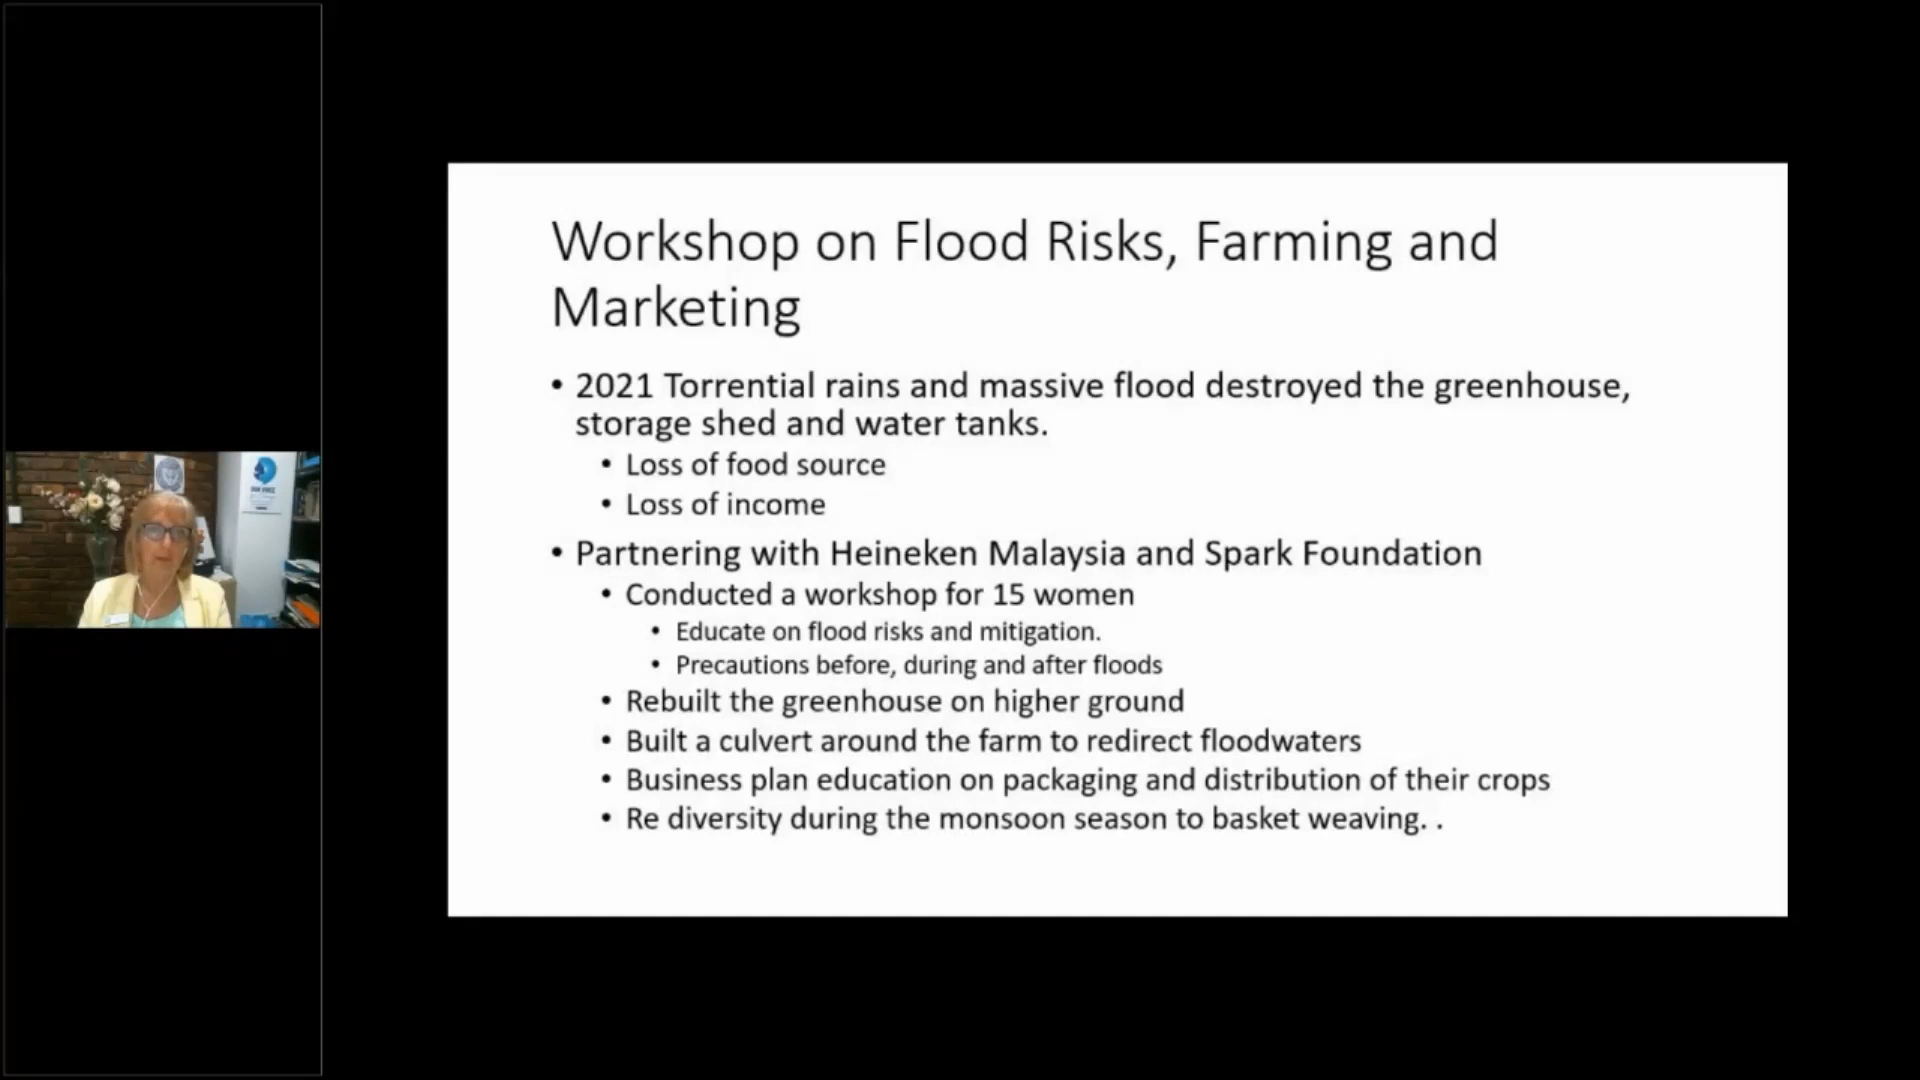 Workshop on Flood Risks, Farming and
Marketing
• 2021 Torrential rains and massive flood destroyed the greenhouse,
storage shed and water tanks.
• Loss of food source
• Loss of income
• Partnering with Heineken Malaysia and Spark Foundation
• Conducted a workshop for 15 women
• Educate on flood risks and mitigation.
• Precautions before, during and after floods
• Rebuilt the greenhouse on higher ground
• Built a culvert around the farm to redirect floodwaters
• Business plan education on packaging and distribution of their crops
• Re diversity during the monsoon season to basket weaving. .